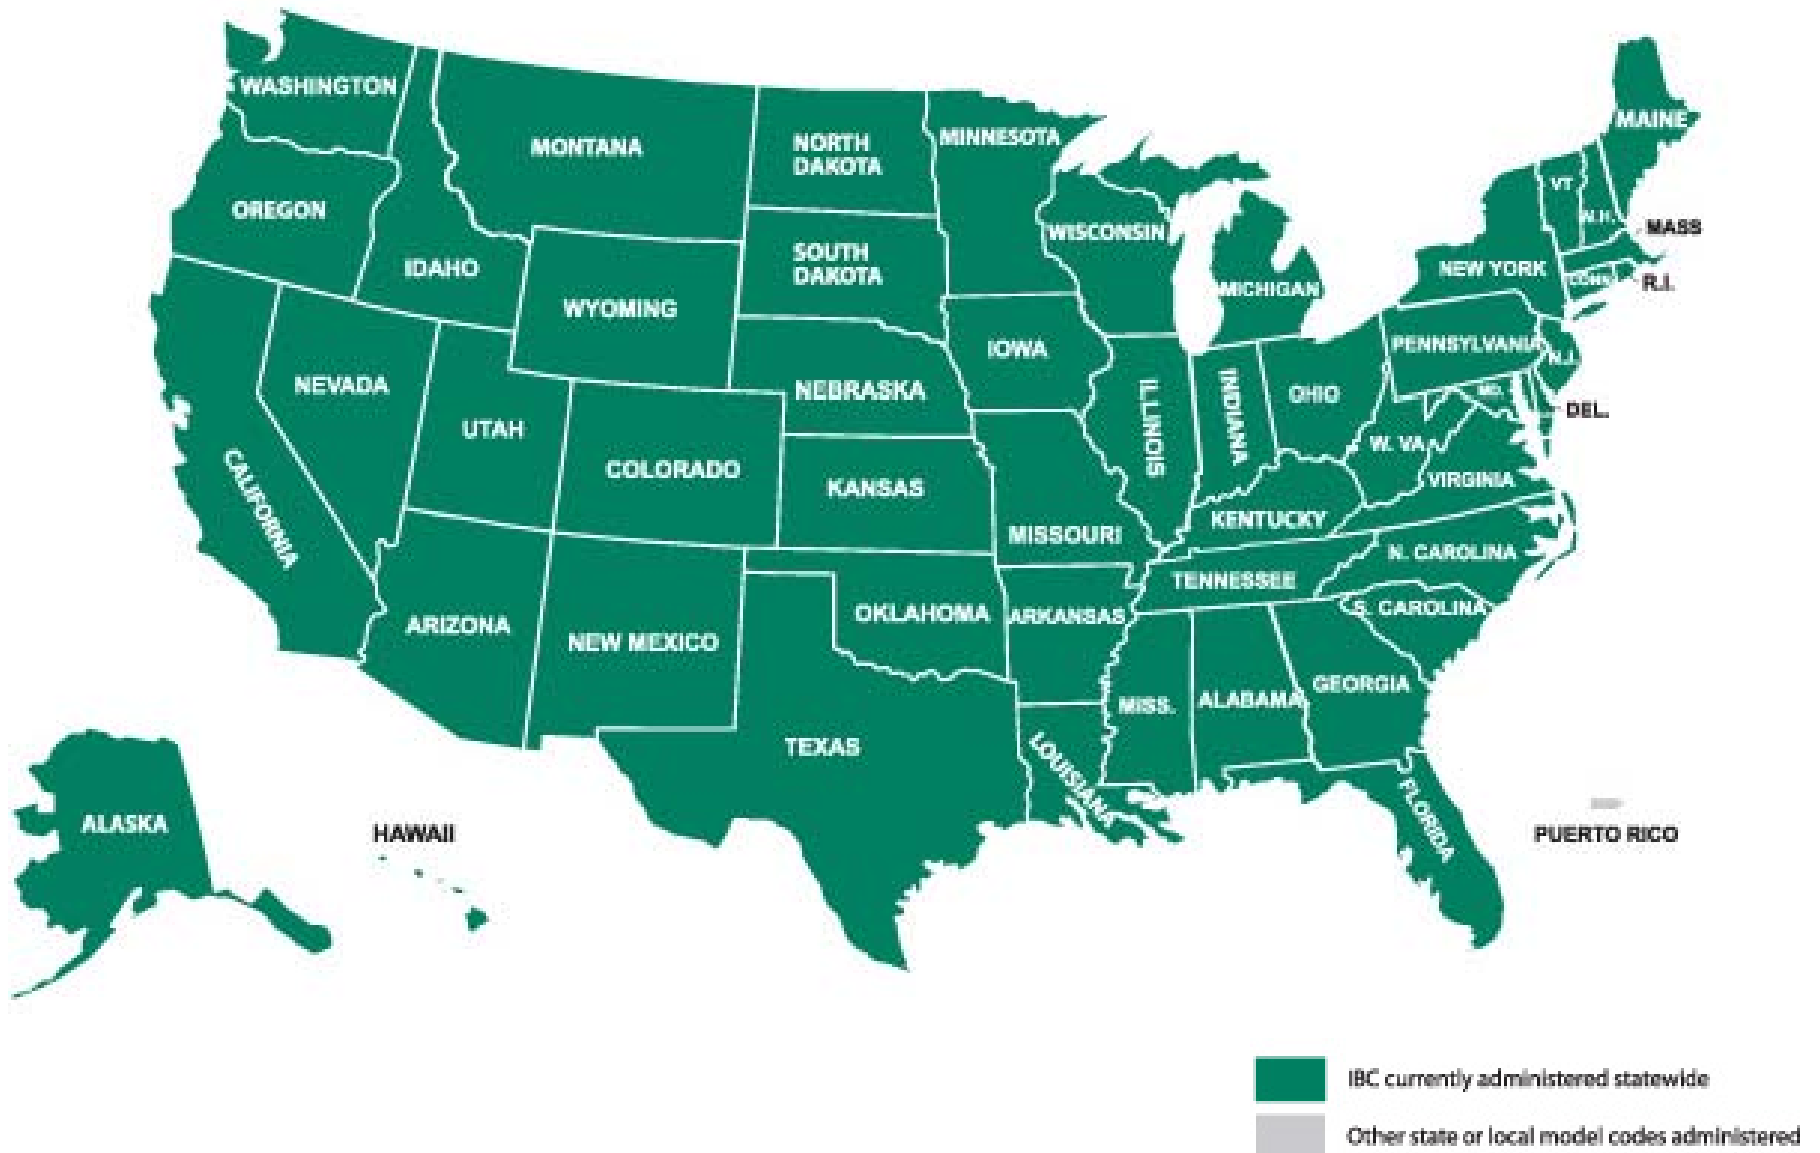 WASHINGTON
MONTANA
NORTH
DAKOTA
MINNESOTA
MAINE
OREGON
IDAHO
WYOMING
SOUTH
DAKOTA
WISCONSIN
MICHIGAN
NEW YORK
VT
N.H.
MASS
CONN
R.I.
NEVADA
UTAH
COLORADO
NEBRASKA
IOWA
ILLINOIS
INDIANA
OHIO
PENNSYLVANIA
N.J.
MD.
DEL.
CALIFORNIA
KANSAS
MISSOURI
KENTUCKY
W. VA
VIRGINIA
ARIZONA
NEW MEXICO
OKLAHOMA
ARKANSAS
TENNESSEE
N. CAROLINA
S. CAROLINA
TEXAS
LOUISIANA
MISS.
ALABAMA
GEORGIA
FLORIDA
ALASKA
HAWAII
PUERTO RICO
IBC currently administered statewide
Other state or local model codes administered